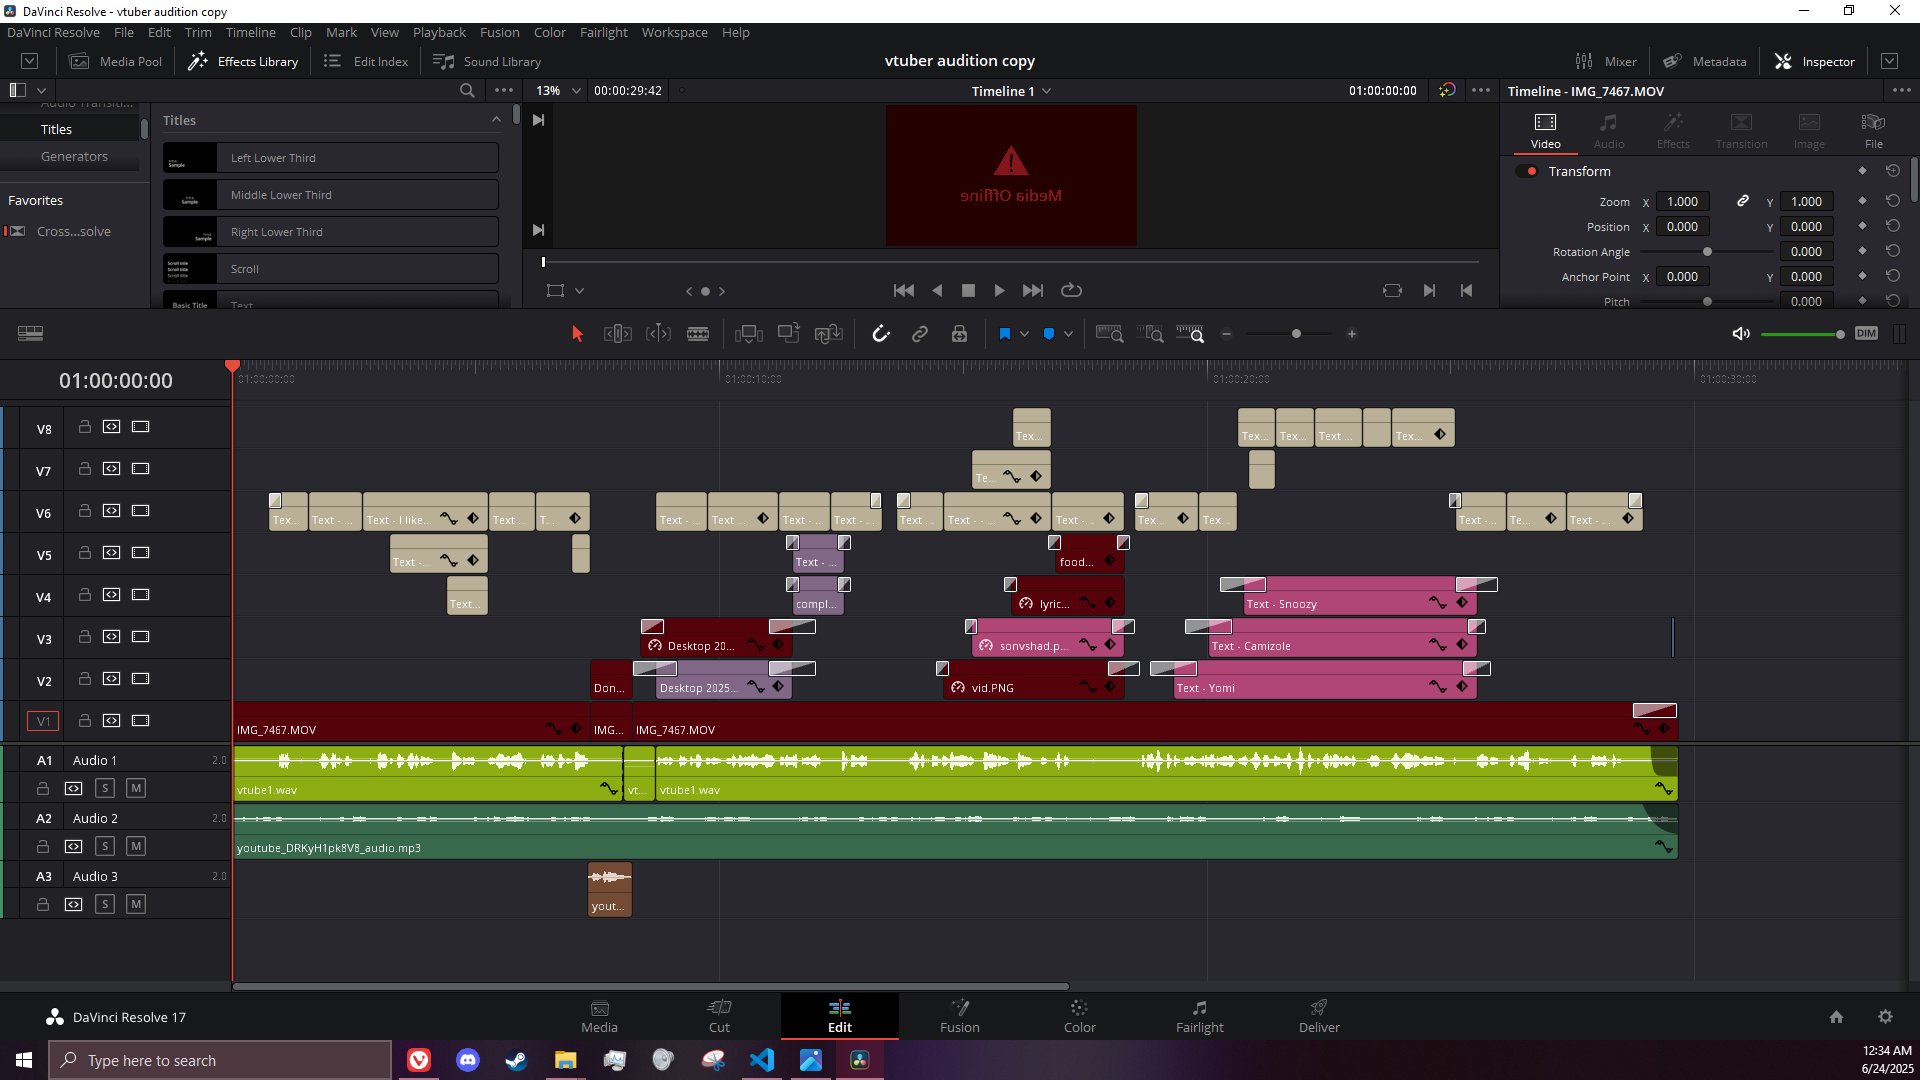 DaVinci Resolve - vtuber audition copy
DaVinci Resolve File Edit Trim Timeline Clip Mark View Playback Fusion Color Fairlight Workspace Help
Media Pool Effects Library Edit Index Sound Library vtuber audition copy Mixer Metadata Inspector
13% 00:00:29:42 Timeline 1 01:00:00:00 Timeline - IMG_7467.MOV
Audio Transiti...
Titles
Generators
Favorites
Cross...solve
Titles
Left Lower Third
Middle Lower Third
Right Lower Third
Scroll
Basic Title Text
Media Offline
Video Audio Effects Transition Image File
Transform
Zoom X 1.000 Y 1.000
Position X 0.000 Y 0.000
Rotation Angle 0.000
Anchor Point X 0.000 Y 0.000
Pitch 0.000
DIM
01:00:00:00 01:00:00:00 01:00:10:00 01:00:20:00 01:00:30:00
V8 Tex... Tex... Tex... Text ... Tex...
V7 Te...
V6 Tex... Text - ... Text - I like... Text ... T... Text - ... Text ... Text - ... Text - ... Text ... Text - - ... Text -... Tex... Tex... Text -... Te... Text - ...
V5 Text -... Text - ... food...
V4 Text... compl... lyric... Text - Snoozy
V3 Desktop 20... sonvshad.p... Text - Camizole
V2 Don... Desktop 2025... vid.PNG Text - Yomi
V1 IMG_7467.MOV IMG... IMG_7467.MOV
A1 Audio 1 2.0
S M vtube1.wav vt... vtube1.wav
A2 Audio 2 2.0
S M youtube_DRKyH1pk8V8_audio.mp3
A3 Audio 3 2.0
S M yout...
DaVinci Resolve 17
Media Cut Edit Fusion Color Fairlight Deliver
Type here to search
12:34 AM
6/24/2025